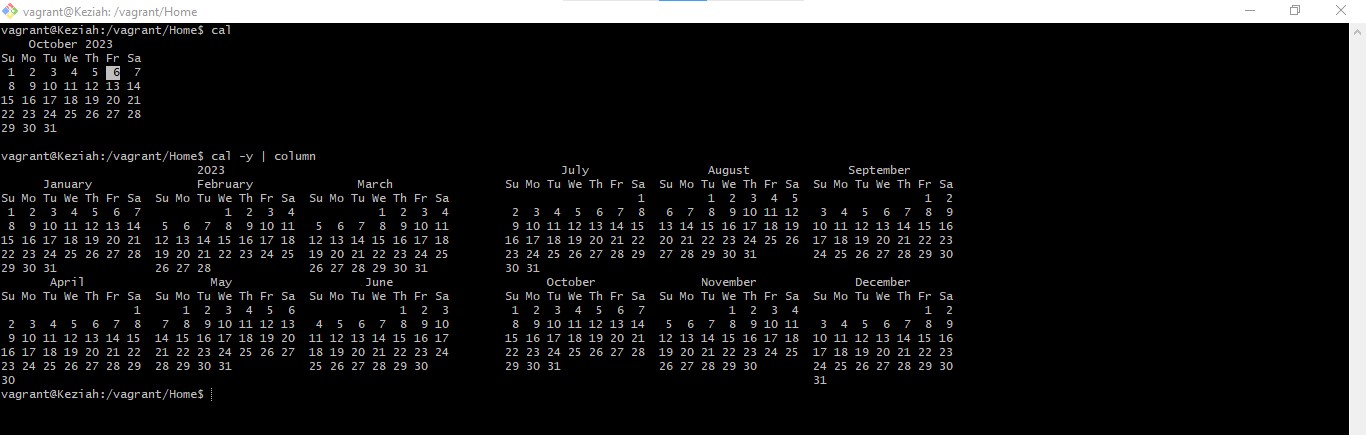 vagrant@Keziah: /vagrant/Home
vagrant@Keziah:/vagrant/Home$ cal
    October 2023
Su Mo Tu We Th Fr Sa
 1  2  3  4  5  6  7
 8  9 10 11 12 13 14
15 16 17 18 19 20 21
22 23 24 25 26 27 28
29 30 31
vagrant@Keziah:/vagrant/Home$ cal -y | column
                            2023                                                July                 August              September
      January               February               March                Su Mo Tu We Th Fr Sa  Su Mo Tu We Th Fr Sa  Su Mo Tu We Th Fr Sa
Su Mo Tu We Th Fr Sa  Su Mo Tu We Th Fr Sa  Su Mo Tu We Th Fr Sa                           1         1  2  3  4  5                  1  2
 1  2  3  4  5  6  7            1  2  3  4            1  2  3  4         2  3  4  5  6  7  8   6  7  8  9 10 11 12   3  4  5  6  7  8  9
 8  9 10 11 12 13 14   5  6  7  8  9 10 11   5  6  7  8  9 10 11         9 10 11 12 13 14 15  13 14 15 16 17 18 19  10 11 12 13 14 15 16
15 16 17 18 19 20 21  12 13 14 15 16 17 18  12 13 14 15 16 17 18        16 17 18 19 20 21 22  20 21 22 23 24 25 26  17 18 19 20 21 22 23
22 23 24 25 26 27 28  19 20 21 22 23 24 25  19 20 21 22 23 24 25        23 24 25 26 27 28 29  27 28 29 30 31        24 25 26 27 28 29 30
29 30 31              26 27 28              26 27 28 29 30 31           30 31
       April                  May                   June                      October               November              December
Su Mo Tu We Th Fr Sa  Su Mo Tu We Th Fr Sa  Su Mo Tu We Th Fr Sa        Su Mo Tu We Th Fr Sa  Su Mo Tu We Th Fr Sa  Su Mo Tu We Th Fr Sa
                   1      1  2  3  4  5  6               1  2  3         1  2  3  4  5  6  7            1  2  3  4                  1  2
 2  3  4  5  6  7  8   7  8  9 10 11 12 13   4  5  6  7  8  9 10         8  9 10 11 12 13 14   5  6  7  8  9 10 11   3  4  5  6  7  8  9
 9 10 11 12 13 14 15  14 15 16 17 18 19 20  11 12 13 14 15 16 17        15 16 17 18 19 20 21  12 13 14 15 16 17 18  10 11 12 13 14 15 16
16 17 18 19 20 21 22  21 22 23 24 25 26 27  18 19 20 21 22 23 24        22 23 24 25 26 27 28  19 20 21 22 23 24 25  17 18 19 20 21 22 23
23 24 25 26 27 28 29  28 29 30 31           25 26 27 28 29 30           29 30 31              26 27 28 29 30        24 25 26 27 28 29 30
30                                                                                                                  31
vagrant@Keziah:/vagrant/Home$